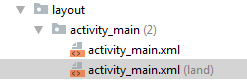 layout
activity_main (2)
activity_main.xml
activity_main.xml (land)